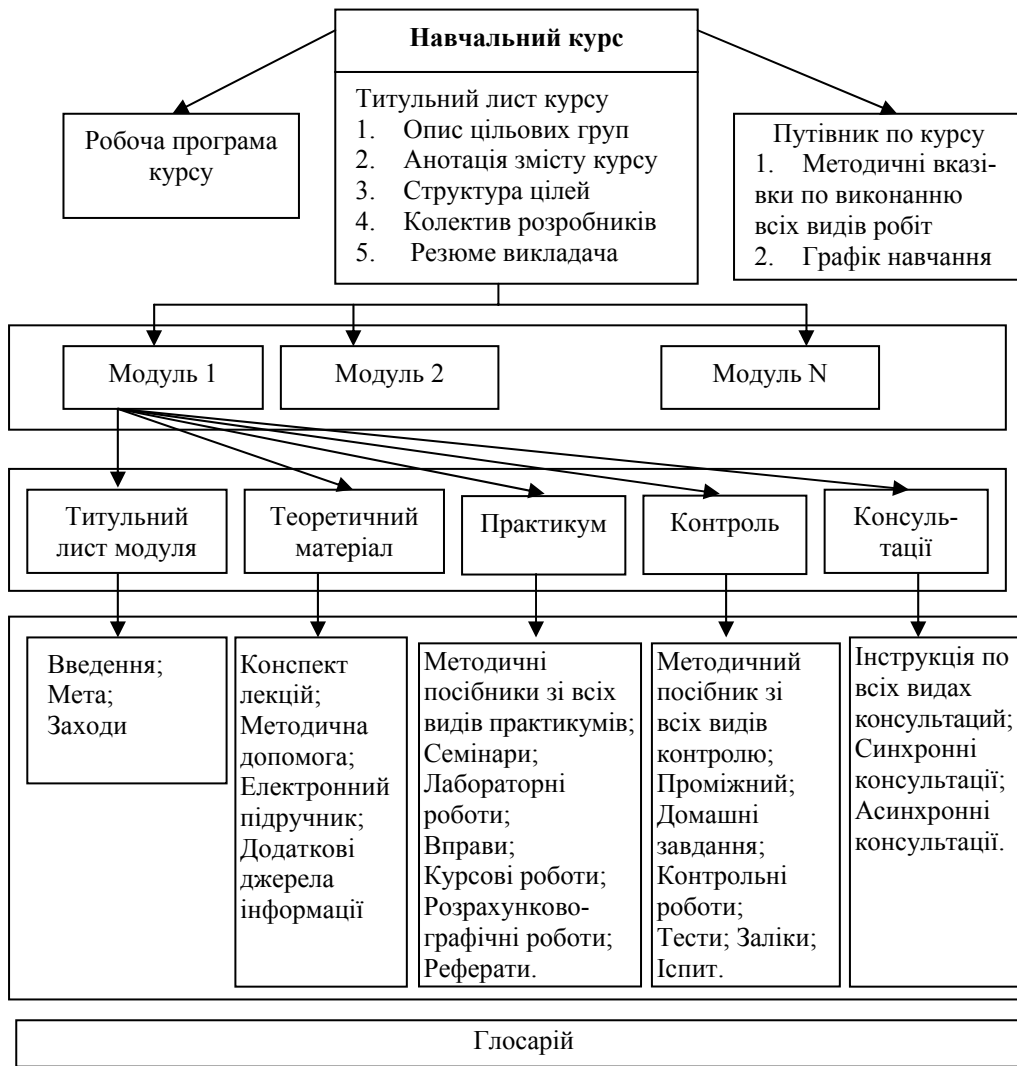 Навчальний курс
Титульний лист курсу
1. Опис цільових груп
2. Анотація змісту курсу
3. Структура цілей
4. Колектив розробників
5. Резюме викладача
Робоча програма
курсу
Путівник по курсу
1. Методичні вказі-
вки по виконанню
всіх видів робіт
2. Графік навчання
Модуль 1
Модуль 2
Модуль N
Титульний
лист модуля
Теоретичний
матеріал
Практикум
Контроль
Консуль-
тації
Введення;
Мета;
Заходи
Конспект
лекцій;
Методична
допомога;
Електронний
підручник;
Додаткові
джерела
інформації
Методичні
посібники зі всіх
видів практикумів;
Семінари;
Лабораторні
роботи;
Вправи;
Курсові роботи;
Розрахунково-
графічні роботи;
Реферати.
Методичний
посібник зі
всіх видів
контролю;
Проміжний;
Домашні
завдання;
Контрольні
роботи;
Тести; Заліки;
Іспит.
Інструкція по
всіх видах
консультаций;
Синхронні
консультації;
Асинхронні
консультації.
Глосарій